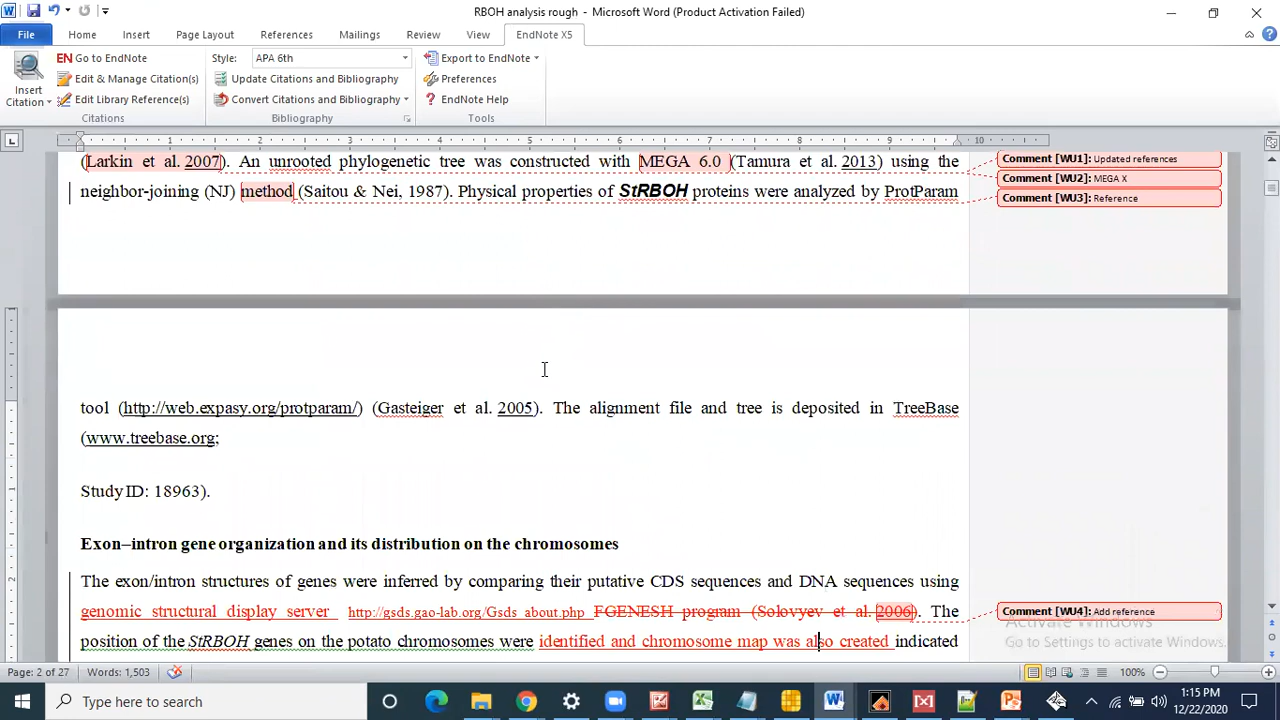 RBOH analysis rough - Microsoft Word (Product Activation Failed)
File Home Insert Page Layout References Mailings Review View EndNote X5
EN Go to EndNote
Edit & Manage Citation(s)
Edit Library Reference(s)
Insert
Citation
Citations
Style: APA 6th
Update Citations and Bibliography
Convert Citations and Bibliography
Bibliography
Export to EndNote
Preferences
EndNote Help
Tools
1 2 3 4 5 6 7 8 9 10
(Larkin et al. 2007). An unrooted phylogenetic tree was constructed with MEGA 6.0 (Tamura et al. 2013) using the
neighbor-joining (NJ) method (Saitou & Nei, 1987). Physical properties of StRBOH proteins were analyzed by ProtParam
Comment [WU1]: Updated references
Comment [WU2]: MEGA X
Comment [WU3]: Reference
tool (http://web.expasy.org/protparam/) (Gasteiger et al. 2005). The alignment file and tree is deposited in TreeBase
(www.treebase.org;
Study ID: 18963).
Exon–intron gene organization and its distribution on the chromosomes
The exon/intron structures of genes were inferred by comparing their putative CDS sequences and DNA sequences using
genomic structural display server http://gsds.gao-lab.org/Gsds_about.php FGENESH program (Solovyev et al. 2006). The
position of the StRBOH genes on the potato chromosomes were identified and chromosome map was also created indicated
Comment [WU4]: Add reference
Activate Windows
Go to Settings to activate Windows.
Page: 2 of 27 Words: 1,503 100%
Type here to search
1:15 PM
12/22/2020